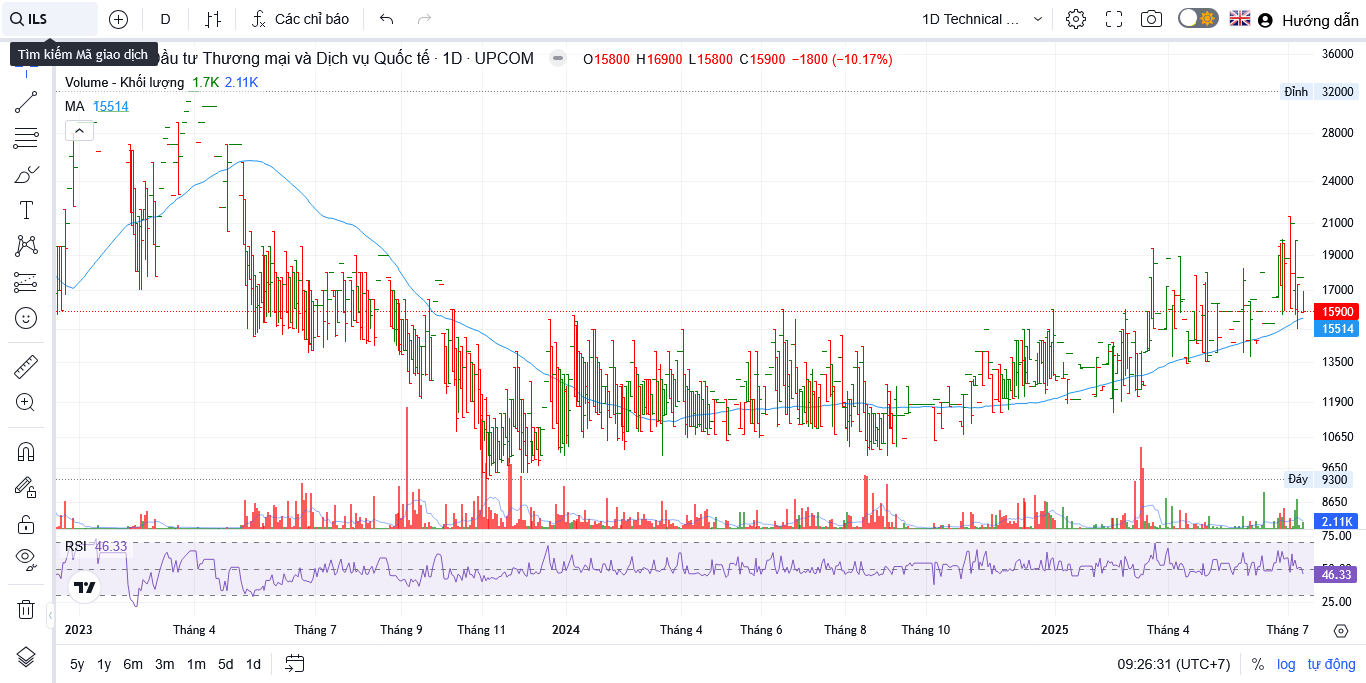 ILS
D
Các chỉ báo
1D Technical ...
Hướng dẫn
Tìm kiếm Mã giao dịch
ầu tư Thương mại và Dịch vụ Quốc tế · 1D · UPCOM
O15800 H16900 L15800 C15900 −1800 (−10.17%)
Volume - Khối lượng 1.7K 2.11K
MA 15514
36000
Đỉnh 32000
28000
24000
21000
19000
17000
15900
15514
13500
11900
10650
9650
Đáy 9300
8650
2.11K
RSI 46.33
75.00
46.33
25.00
2023 Tháng 4 Tháng 7 Tháng 9 Tháng 11 2024 Tháng 4 Tháng 6 Tháng 8 Tháng 10 2025 Tháng 4 Tháng 7
5y 1y 6m 3m 1m 5d 1d
09:26:31 (UTC+7) % log tự động